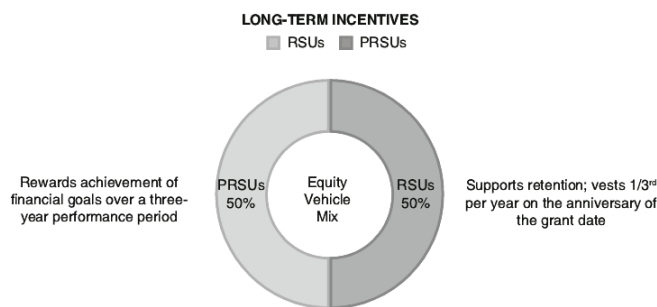 LONG-TERM INCENTIVES
RSUs PRSUs
Rewards achievement of
financial goals over a three-
year performance period
PRSUs
50%
Equity
Vehicle
Mix
RSUs
50%
Supports retention; vests 1/3rd
per year on the anniversary of
the grant date